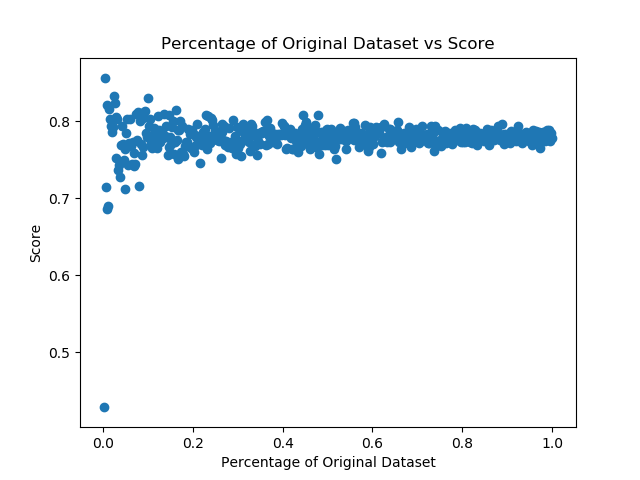 Percentage of Original Dataset vs Score
0.8
0.7
0.6
0.5
Score
0.0 0.2 0.4 0.6 0.8 1.0
Percentage of Original Dataset